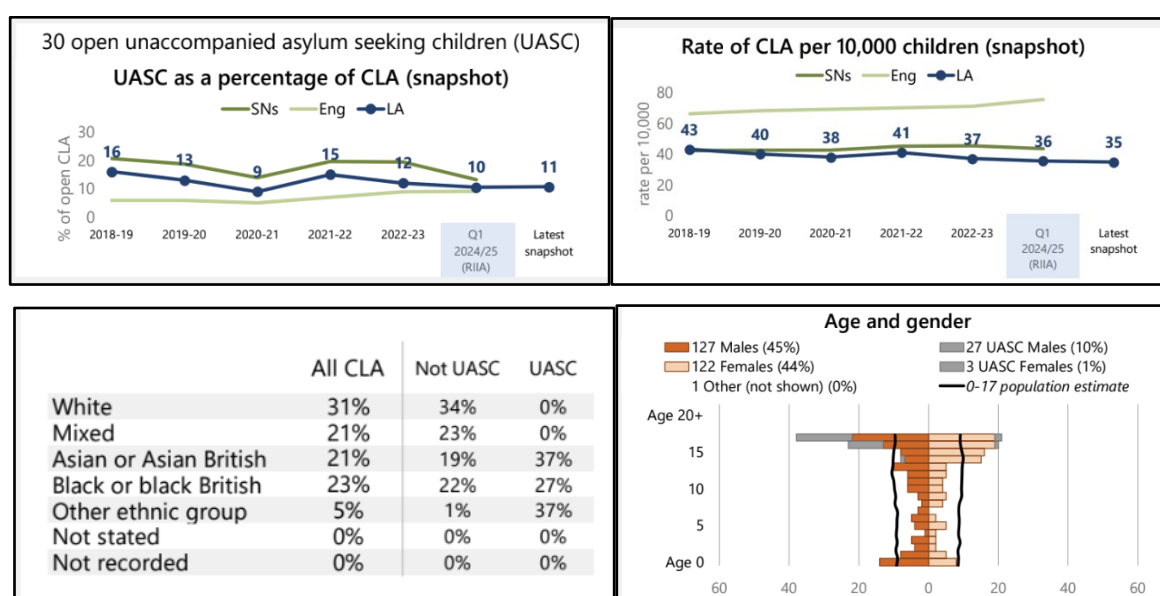 30 open unaccompanied asylum seeking children (UASC)
UASC as a percentage of CLA (snapshot)
SNs Eng LA
% of open CLA
30
20
10
0
16 13 9 15 12 10 11
2018-19 2019-20 2020-21 2021-22 2022-23 Q1 2024/25 (RIIA) Latest snapshot
Rate of CLA per 10,000 children (snapshot)
SNs Eng LA
rate per 10,000
80
60
40
20
0
43 40 38 41 37 36 35
2018-19 2019-20 2020-21 2021-22 2022-23 Q1 2024/25 (RIIA) Latest snapshot
All CLA Not UASC UASC
White 31% 34% 0%
Mixed 21% 23% 0%
Asian or Asian British 21% 19% 37%
Black or black British 23% 22% 27%
Other ethnic group 5% 1% 37%
Not stated 0% 0% 0%
Not recorded 0% 0% 0%
Age and gender
127 Males (45%) 27 UASC Males (10%)
122 Females (44%) 3 UASC Females (1%)
1 Other (not shown) (0%) 0-17 population estimate
Age 20+
15
10
5
Age 0
60 40 20 0 20 40 60